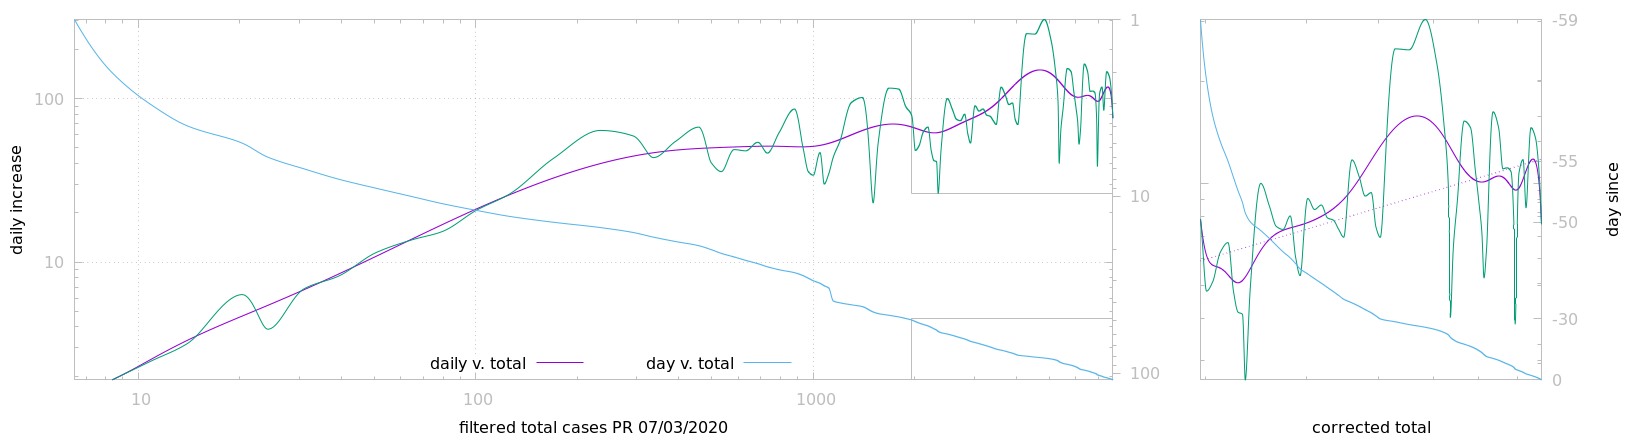 1
-59
100
-55
daily increase
10
-50
day since
10
-30
daily v. total
day v. total
100
0
10
100
1000
filtered total cases PR 07/03/2020
corrected total